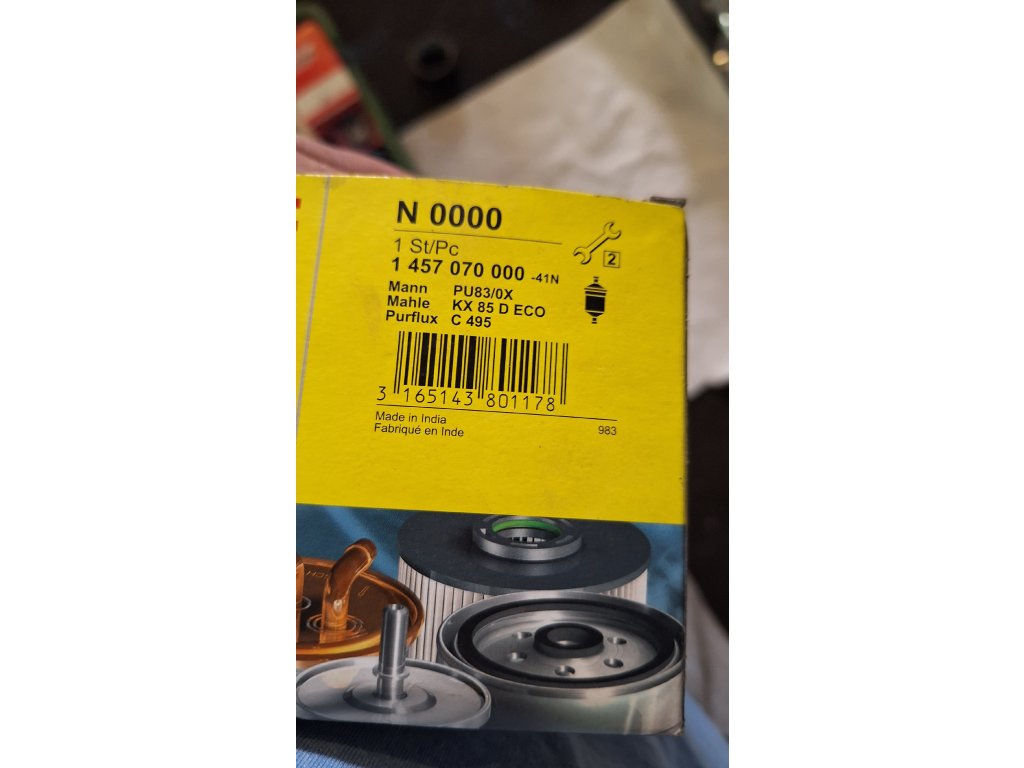 N 0000
1 St/Pc
1 457 070 000 -41N
2
Mann PU83/0X
Mahle KX 85 D ECO
Purflux C 495
3 165143 801178
Made in India
Fabriqué en Inde
983